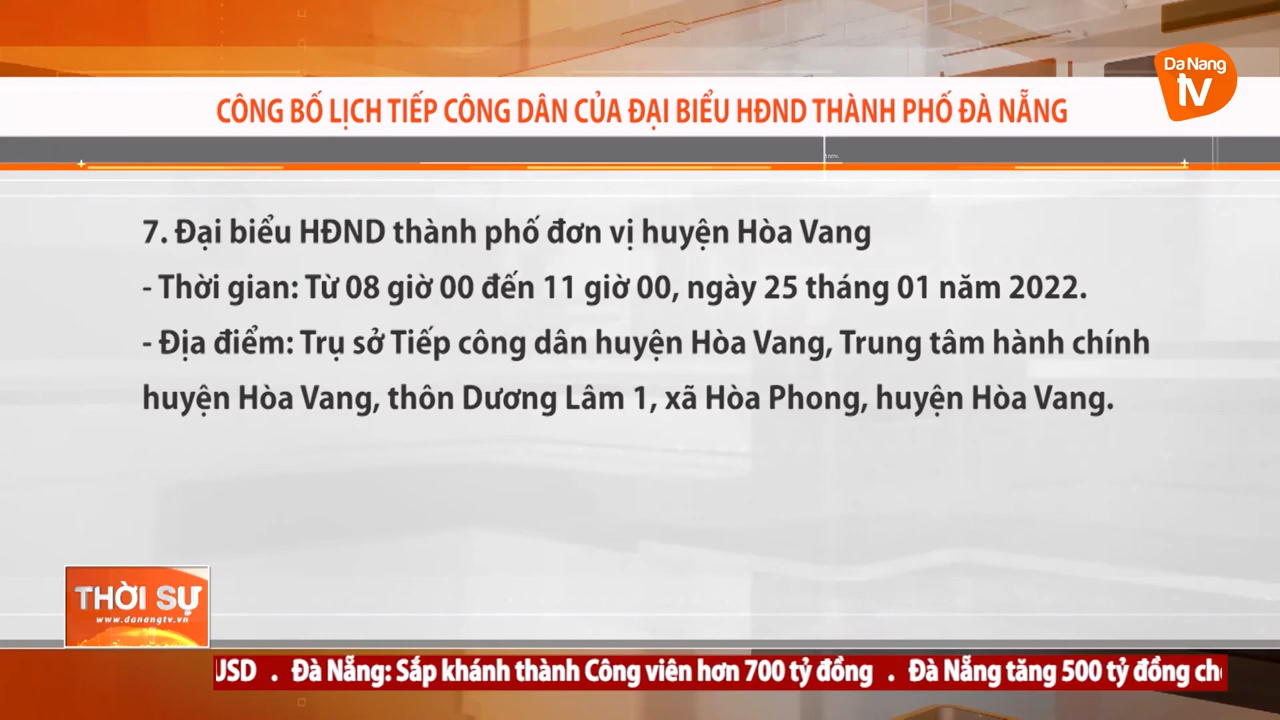 Da Nang
tv
CÔNG BỐ LỊCH TIẾP CÔNG DÂN CỦA ĐẠI BIỂU HĐND THÀNH PHỐ ĐÀ NẴNG
100%
7. Đại biểu HĐND thành phố đơn vị huyện Hòa Vang
- Thời gian: Từ 08 giờ 00 đến 11 giờ 00, ngày 25 tháng 01 năm 2022.
- Địa điểm: Trụ sở Tiếp công dân huyện Hòa Vang, Trung tâm hành chính
huyện Hòa Vang, thôn Dương Lâm 1, xã Hòa Phong, huyện Hòa Vang.
THỜI SỰ
www.danangtv.vn
USD . Đà Nẵng: Sắp khánh thành Công viên hơn 700 tỷ đồng . Đà Nẵng tăng 500 tỷ đồng